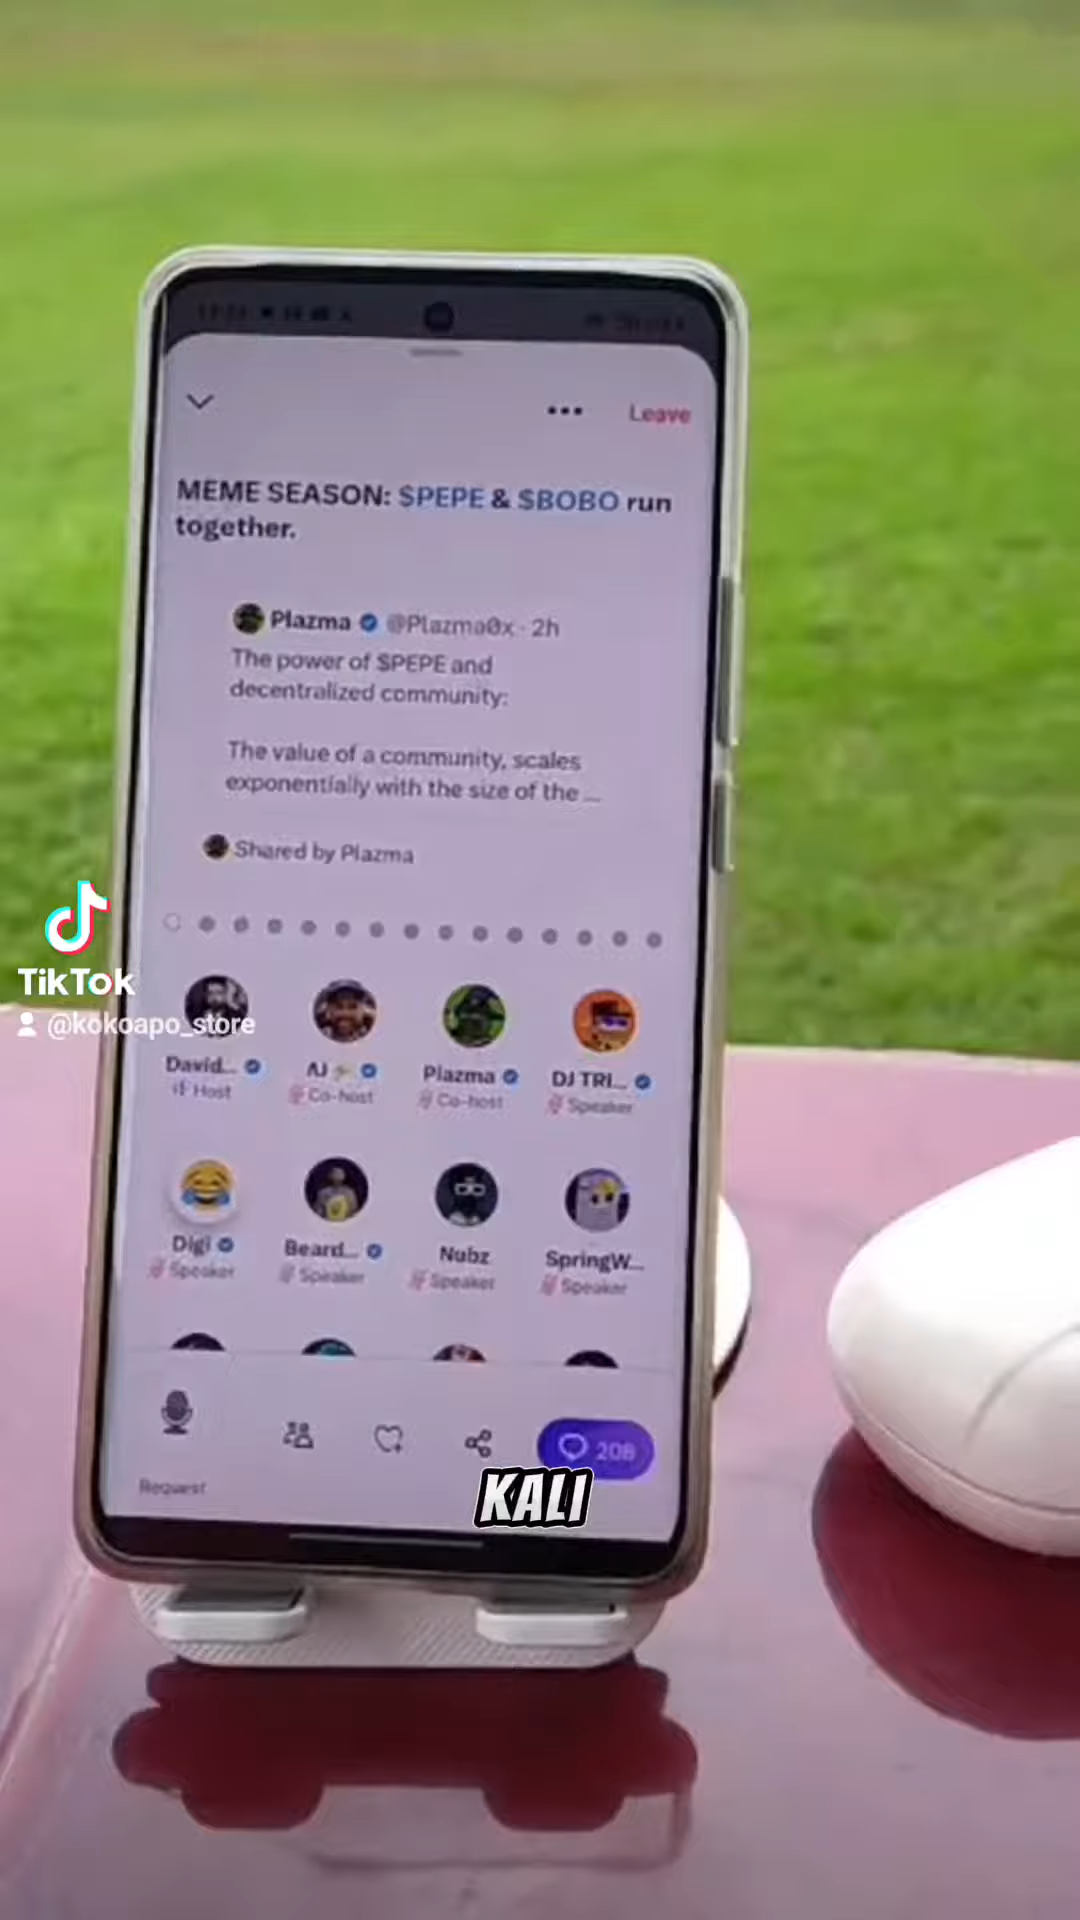 Leave
MEME SEASON: $PEPE & $BOBO run
together.
Plazma @Plazma0x · 2h
The power of $PEPE and
decentralized community:
The value of a community, scales
exponentially with the size of the ...
Shared by Plazma
TikTok
@kokoapo_store
David... AJ Plazma DJ TRI...
Host Co-host Co-host Speaker
Digi Beard... Nubz SpringW...
Speaker Speaker Speaker Speaker
208
KALI
Request